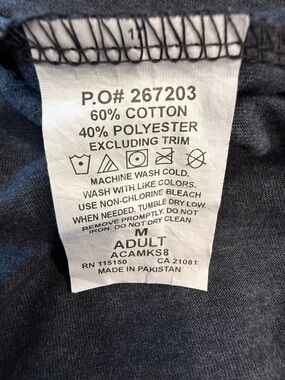 P.O# 267203
60% COTTON
40% POLYESTER
EXCLUDING TRIM
MACHINE WASH COLD.
WASH WITH LIKE COLORS.
USE NON-CHLORINE BLEACH
WHEN NEEDED. TUMBLE DRY LOW.
REMOVE PROMPTLY. DO NOT
IRON. DO NOT DRY CLEAN
M
ADULT
ACAMKS8
RN 115150 CA 21081
MADE IN PAKISTAN